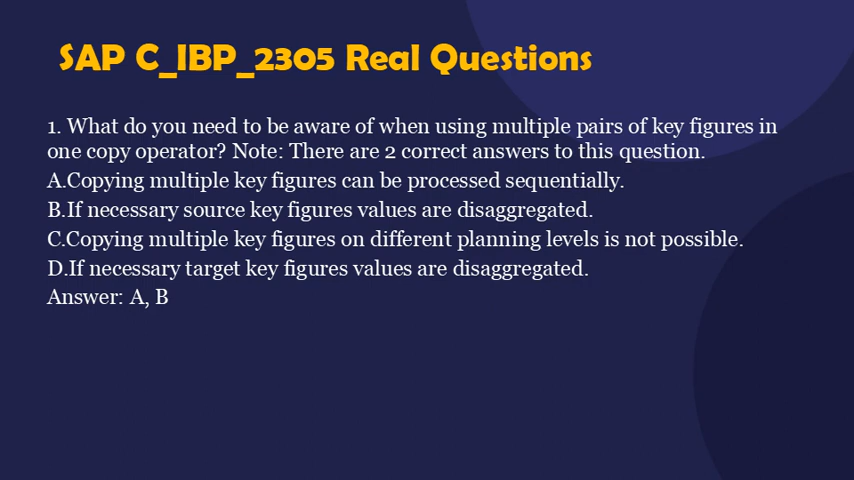 SAP C_IBP_2305 Real Questions
1. What do you need to be aware of when using multiple pairs of key figures in
one copy operator? Note: There are 2 correct answers to this question.
A.Copying multiple key figures can be processed sequentially.
B.If necessary source key figures values are disaggregated.
C.Copying multiple key figures on different planning levels is not possible.
D.If necessary target key figures values are disaggregated.
Answer: A, B